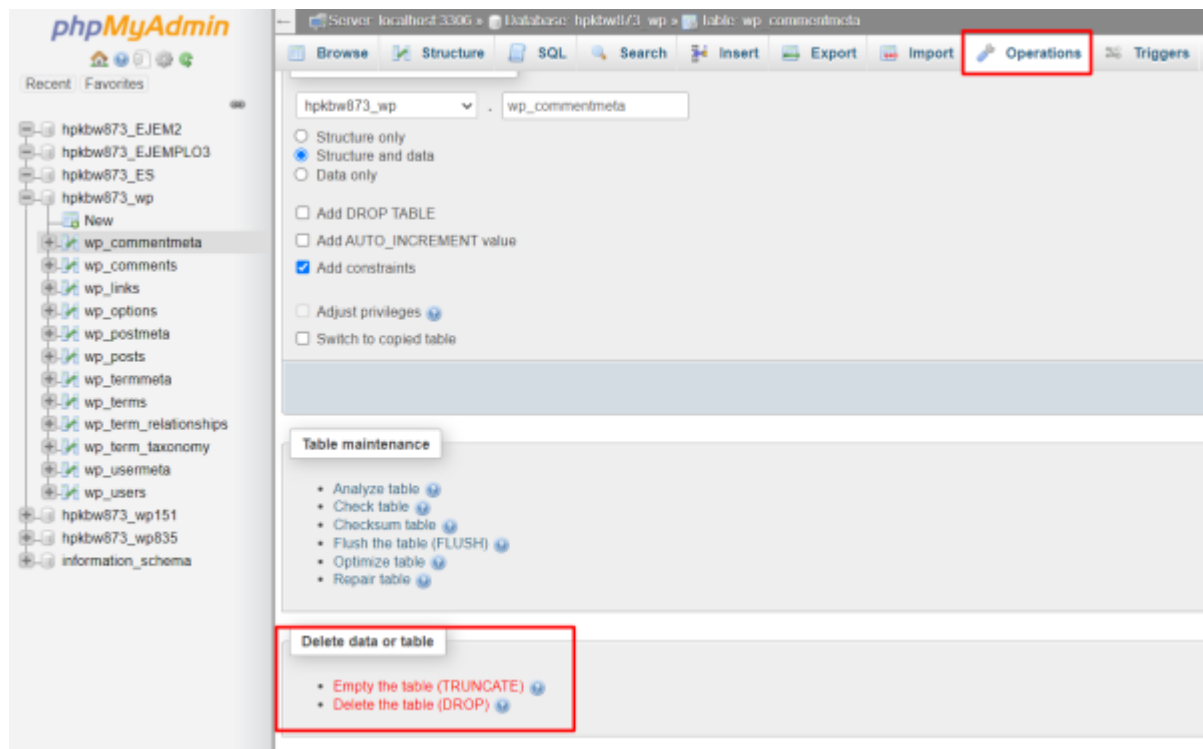 phpMyAdmin
Recent Favorites
hpkbw873_EJEM2
hpkbw873_EJEMPLO3
hpkbw873_ES
hpkbw873_wp
New
wp_commentmeta
wp_comments
wp_links
wp_options
wp_postmeta
wp_posts
wp_termmeta
wp_terms
wp_term_relationships
wp_term_taxonomy
wp_usermeta
wp_users
hpkbw873_wp151
hpkbw873_wp835
information_schema
Server: localhost:3306 » Database: hpkbw873_wp » Table: wp_commentmeta
Browse Structure SQL Search Insert Export Import Operations Triggers
hpkbw873_wp . wp_commentmeta
Structure only
Structure and data
Data only
Add DROP TABLE
Add AUTO_INCREMENT value
Add constraints
Adjust privileges
Switch to copied table
Table maintenance
Analyze table
Check table
Checksum table
Flush the table (FLUSH)
Optimize table
Repair table
Delete data or table
Empty the table (TRUNCATE)
Delete the table (DROP)